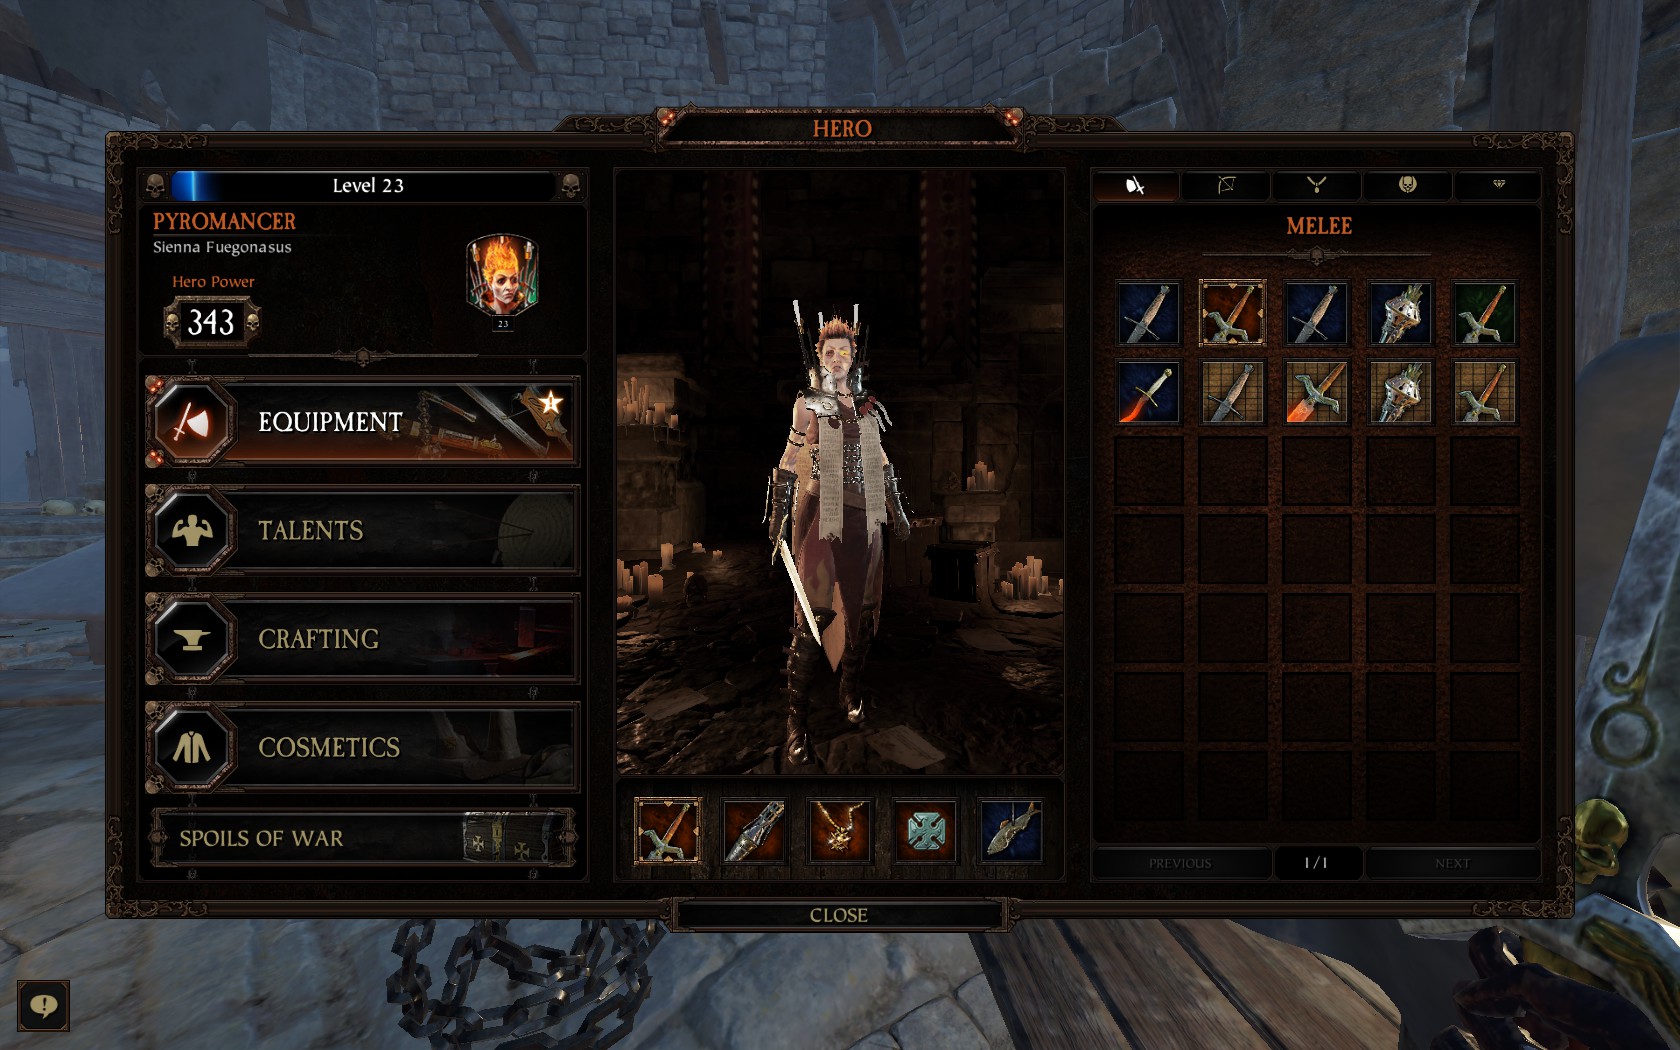 HERO
Level 23
PYROMANCER
Sienna Fuegonasus
Hero Power
343
23
EQUIPMENT
TALENTS
CRAFTING
COSMETICS
SPOILS OF WAR
MELEE
PREVIOUS
1/1
NEXT
CLOSE